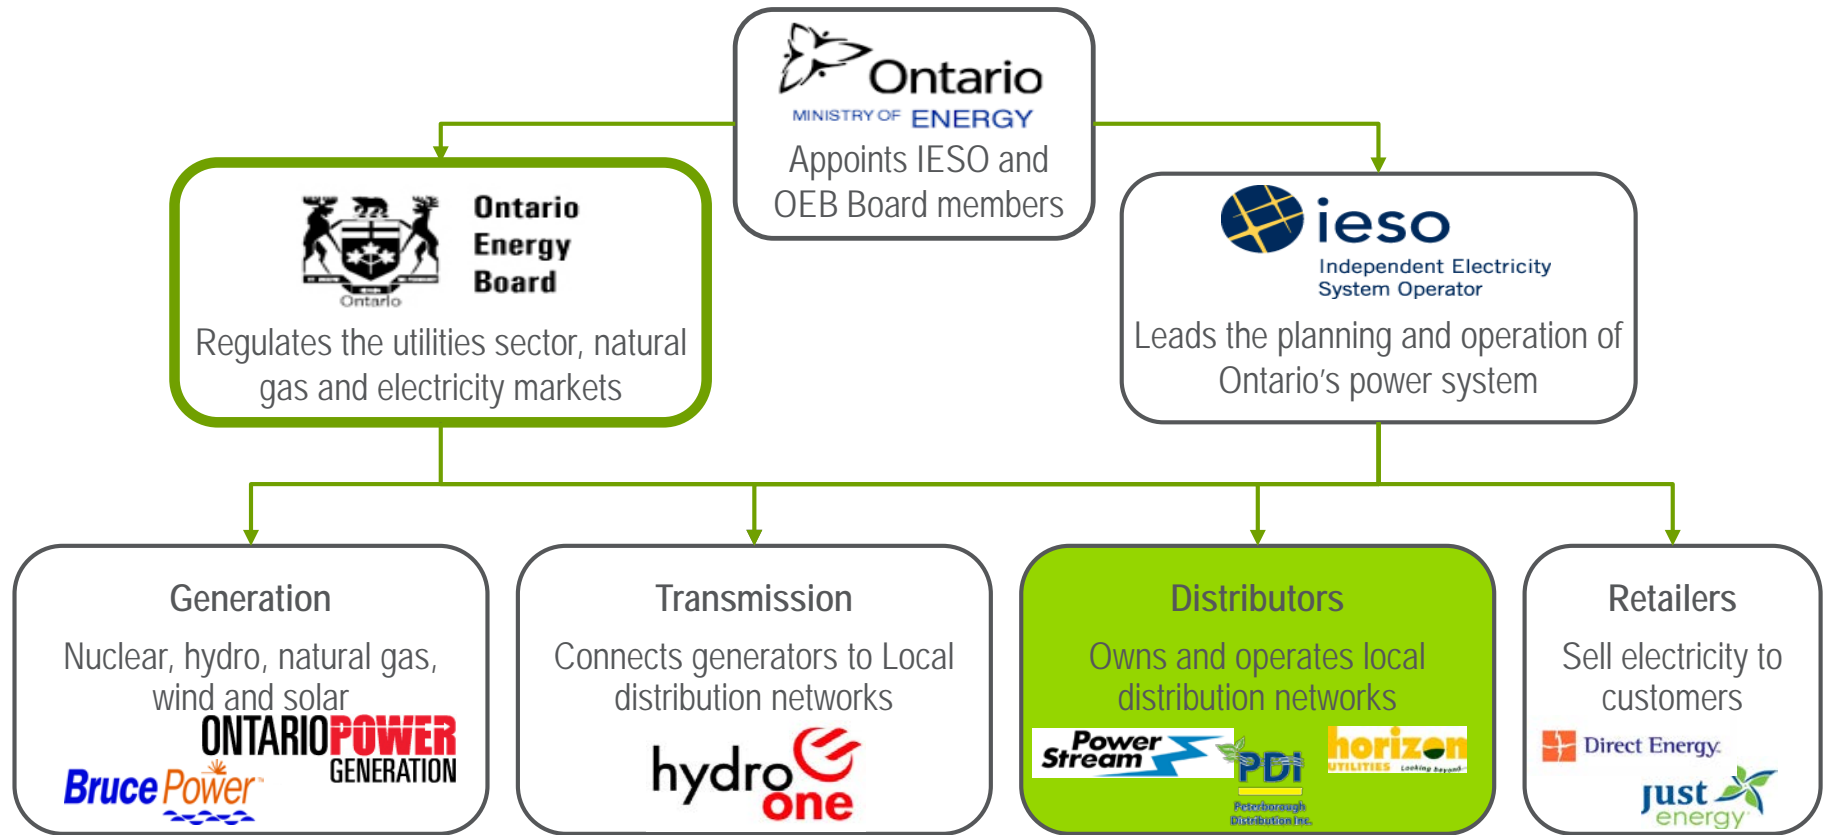 Ontario
MINISTRY OF ENERGY
Appoints IESO and
OEB Board members
Ontario
Energy
Board
Ontario
Regulates the utilities sector, natural
gas and electricity markets
ieso
Independent Electricity
System Operator
Leads the planning and operation of
Ontario's power system
Generation
Nuclear, hydro, natural gas,
wind and solar
ONTARIOPOWER
GENERATION
Bruce Power™
Transmission
Connects generators to Local
distribution networks
hydro
one
Distributors
Owns and operates local
distribution networks
Power
Stream
PDI
Peterborough
Distribution Inc.
horizon
UTILITIES Looking beyond...
Retailers
Sell electricity to
customers
Direct Energy.
just
energy